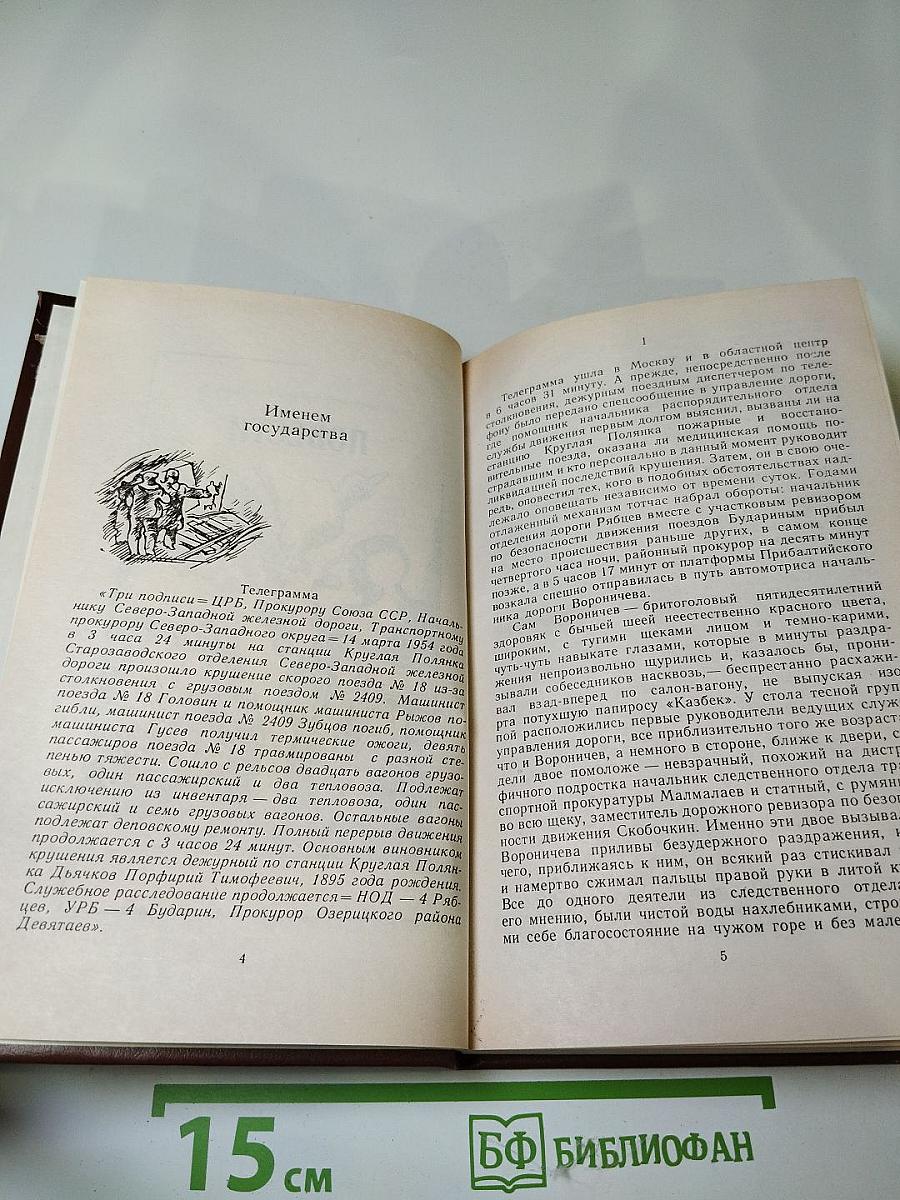 Именем
государства
Телеграмма
«Три подписи=ЦРБ, Прокурору Союза ССР, Началь-
нику Северо-Западной железной дороги, Транспортному
прокурору Северо-Западного округа=14 марта 1954 года
в 3 часа 24 минуты на станции Круглая Полянка
Старозаводского отделения Северо-Западной железной
дороги произошло крушение скорого поезда № 18 из-за
столкновения с грузовым поездом № 2409. Машинист
поезда № 18 Головин и помощник машиниста Рыжов по-
гибли, машинист поезда № 2409 Зубцов погиб, помощник
машиниста Гусев получил термические ожоги, девять
пассажиров поезда № 18 травмированы с разной сте-
пенью тяжести. Сошло с рельсов двадцать вагонов грузо-
вых, один пассажирский и два тепловоза. Подлежат
исключению из инвентаря — два тепловоза, один пас-
сажирский и семь грузовых вагонов. Остальные вагоны
подлежат деповскому ремонту. Полный перерыв движения
продолжается с 3 часов 24 минут. Основным виновником
крушения является дежурный по станции Круглая Полян-
ка Дьячков Порфирий Тимофеевич, 1895 года рождения.
Служебное расследование продолжается=НОД — 4 Ряб-
цев, УРБ — 4 Бударин, Прокурор Озерицкого района
Девятаев».
4
1
Телеграмма ушла в Москву и в областной центр
в 6 часов 31 минуту. А прежде, непосредственно после
столкновения, дежурным поездным диспетчером по теле-
фону было передано спецсообщение в управление дороги,
где помощник начальника распорядительного отдела
службы движения первым долгом выяснил, вызваны ли на
станцию Круглая Полянка пожарные и восстано-
вительные поезда, оказана ли медицинская помощь по-
страдавшим и кто персонально в данный момент руководит
ликвидацией последствий крушения. Затем, он в свою оче-
редь, оповестил тех, кого в подобных обстоятельствах над-
лежало оповещать независимо от времени суток. Годами
отлаженный механизм тотчас набрал обороты: начальник
отделения дороги Рябцев вместе с участковым ревизором
по безопасности движения поездов Будариным прибыл
на место происшествия раньше других, в самом конце
четвертого часа ночи, районный прокурор на десять минут
позже, а в 5 часов 17 минут от платформы Прибалтийского
вокзала спешно отправилась в путь автомотриса началь-
ника дороги Вороничева.
Сам Вороничев — бритоголовый пятидесятилетний
здоровяк с бычьей шеей неестественно красного цвета,
широким, с тугими щеками лицом и темно-карими,
чуть-чуть навыкате глазами, которые в минуты раздра-
жения непроизвольно щурились и, казалось бы, прони-
зывали собеседников насквозь,— беспрестанно расхажи-
вал взад-вперед по салон-вагону, не выпуская изо
рта потухшую папиросу «Казбек». У стола тесной груп-
пой расположились первые руководители ведущих служ
управления дороги, все приблизительно того же возраст
что и Вороничев, а немного в стороне, ближе к двери, с
дели двое помоложе — невзрачный, похожий на дистр
фичного подростка начальник следственного отдела тра
спортной прокуратуры Малмалаев и статный, с румян
во всю щеку, заместитель дорожного ревизора по безоп
ности движения Скобочкин. Именно эти двое вызывал
Вороничева приливы безудержного раздражения, и
чего, приближаясь к ним, он всякий раз стискивал
и намертво сжимал пальцы правой руки в литой к
Все до одного деятели из следственного отдела
его мнению, были чистой воды нахлебниками, стро
ми себе благосостояние на чужом горе и без мале
5
15 см
БФ БИБЛИОФАН